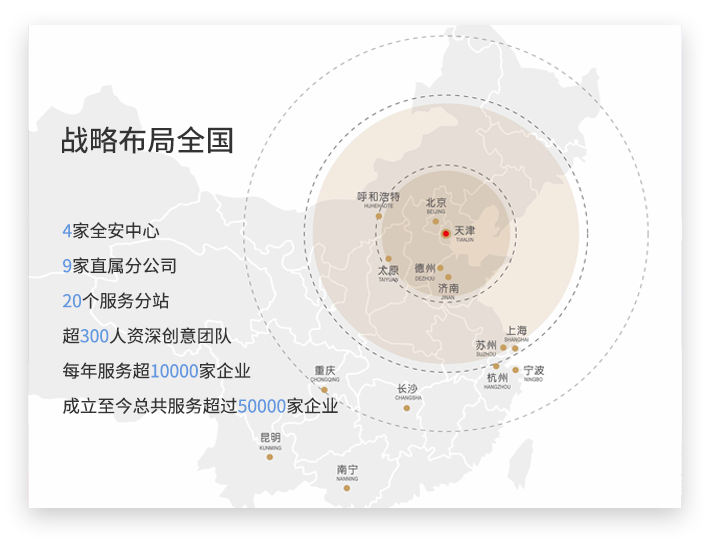 战略布局全国
4家全安中心
9家直属分公司
20个服务分站
超300人资深创意团队
每年服务超10000家企业
成立至今总共服务超过50000家企业
呼和浩特
HUHEHAOTE
北京
BEIJING
天津
TIANJIN
太原
TAIYUAN
德州
DEZHOU
济南
JINAN
上海
SHANGHAI
苏州
SUZHOU
杭州
HANGZHOU
宁波
NINGBO
重庆
CHONGQING
长沙
CHANGSHA
昆明
KUNMING
南宁
NANNING